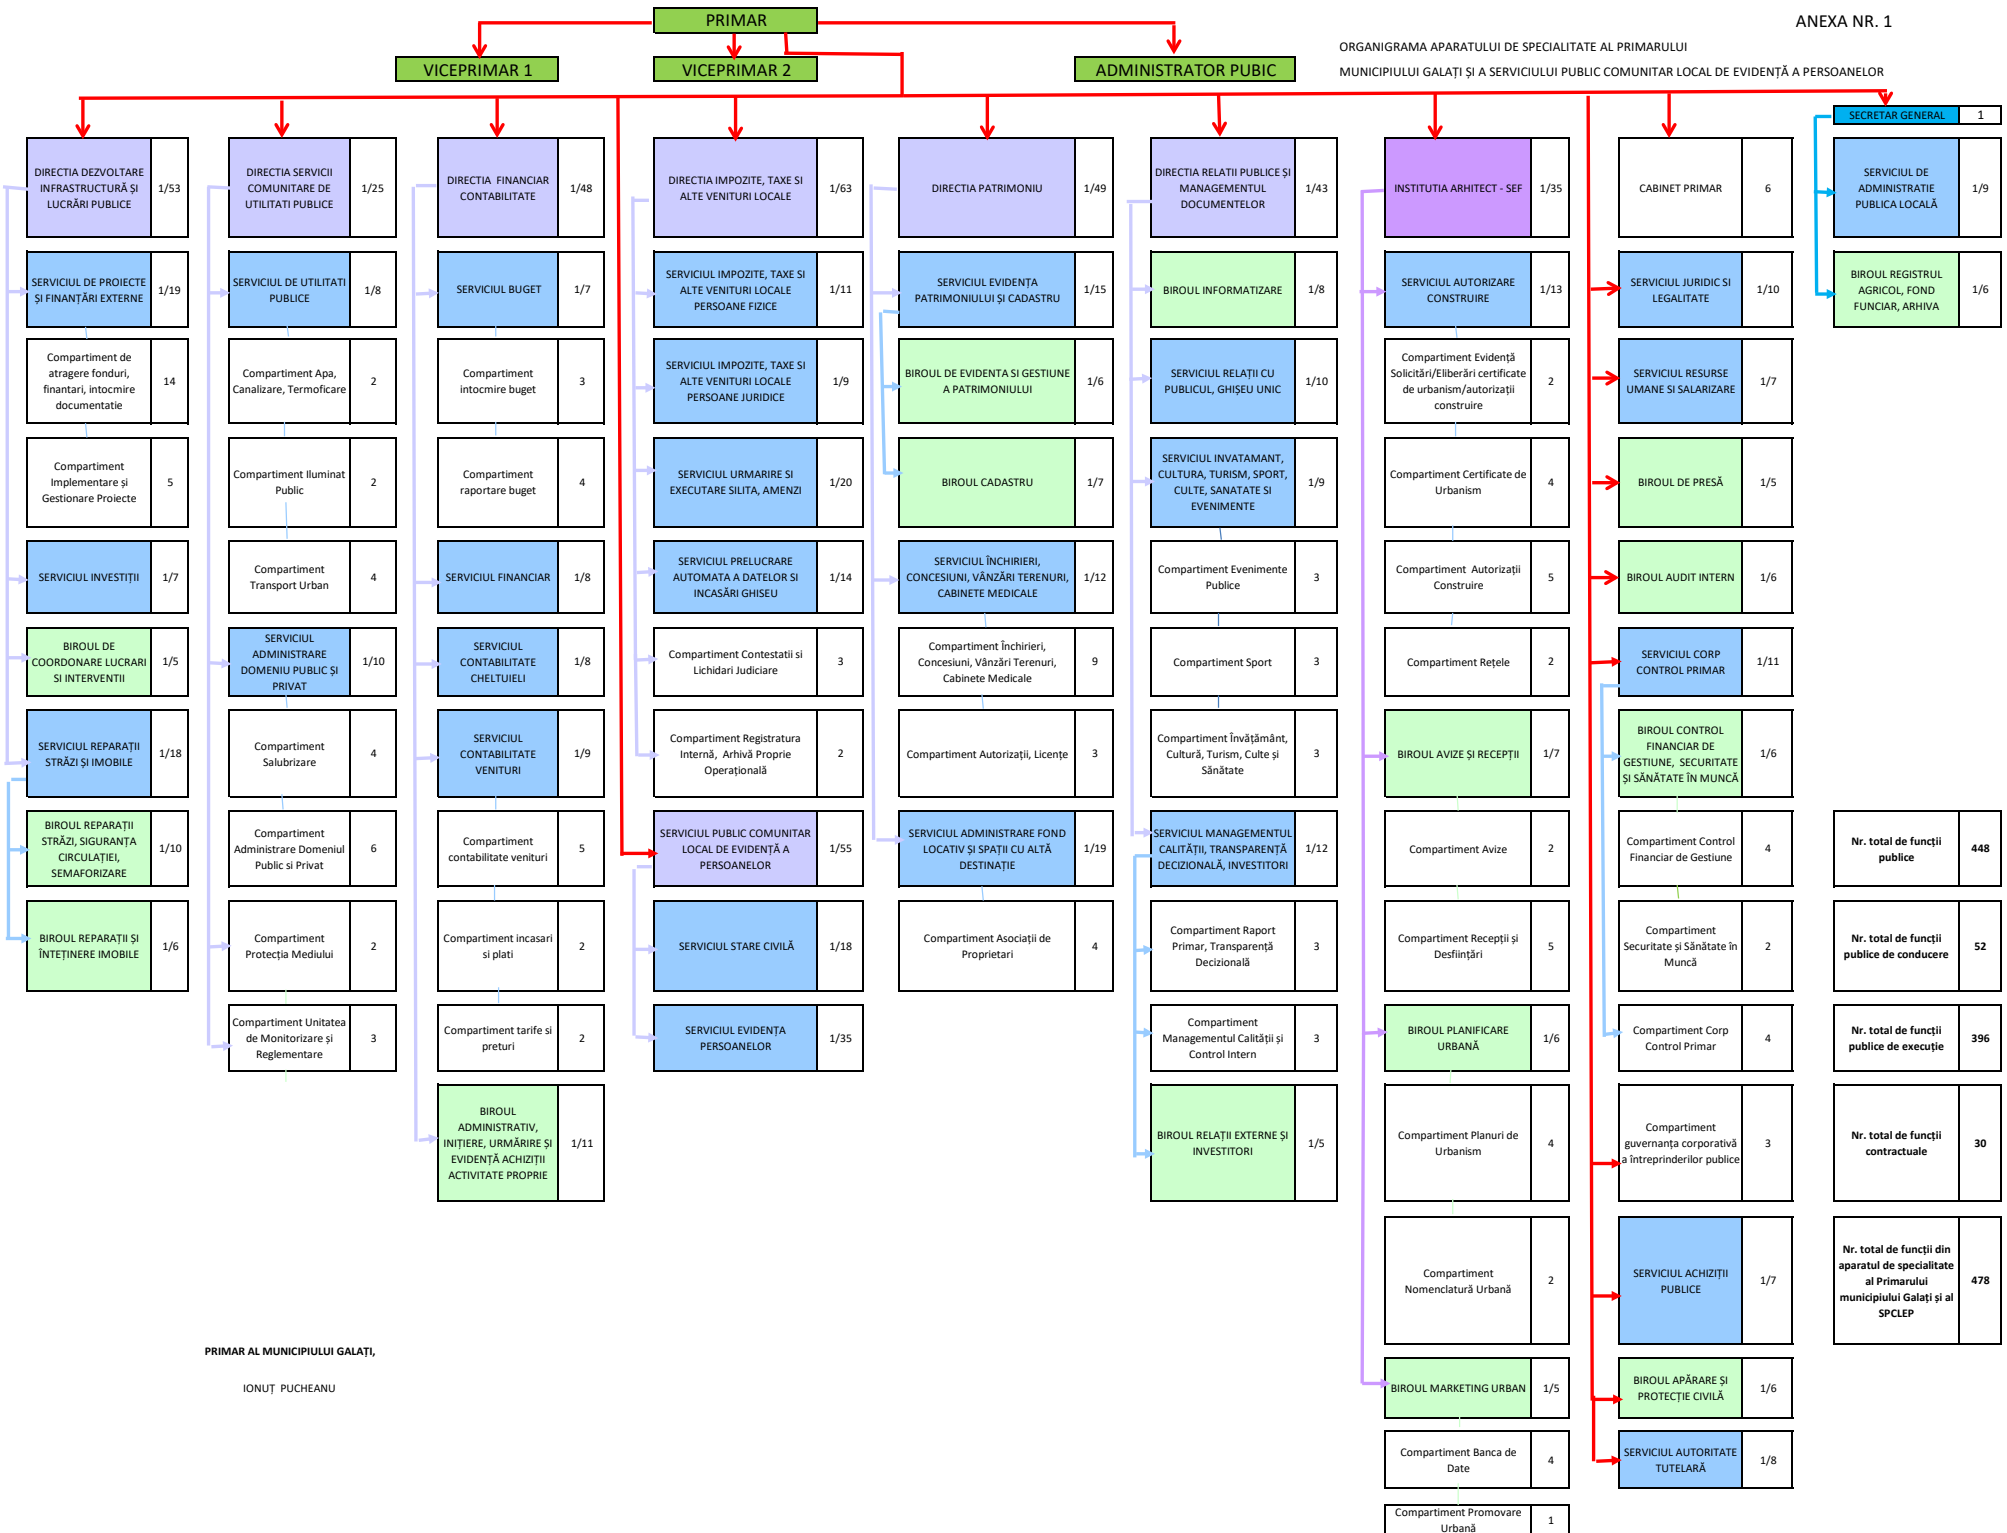 PRIMAR
ANEXA NR. 1
ORGANIGRAMA APARATULUI DE SPECIALITATE AL PRIMARULUI
MUNICIPIULUI GALAȚI ȘI A SERVICIULUI PUBLIC COMUNITAR LOCAL DE EVIDENȚĂ A PERSOANELOR
VICEPRIMAR 1
VICEPRIMAR 2
ADMINISTRATOR PUBIC
SECRETAR GENERAL 1
DIRECTIA DEZVOLTARE
INFRASTRUCTURĂ ȘI
LUCRĂRI PUBLICE
1/53
SERVICIUL DE PROIECTE
ȘI FINANȚĂRI EXTERNE
1/19
Compartiment de
atragere fonduri,
finantari, intocmire
documentatie
14
Compartiment
Implementare și
Gestionare Proiecte
5
SERVICIUL INVESTIȚII
1/7
BIROUL DE
COORDONARE LUCRARI
SI INTERVENTII
1/5
SERVICIUL REPARAȚII
STRĂZI ȘI IMOBILE
1/18
BIROUL REPARAȚII
STRĂZI, SIGURANȚA
CIRCULAȚIEI,
SEMAFORIZARE
1/10
BIROUL REPARAȚII ȘI
ÎNTEȚINERE IMOBILE
1/6
DIRECTIA SERVICII
COMUNITARE DE
UTILITATI PUBLICE
1/25
SERVICIUL DE UTILITATI
PUBLICE
1/8
Compartiment Apa,
Canalizare, Termoficare
2
Compartiment Iluminat
Public
2
Compartiment
Transport Urban
4
SERVICIUL
ADMINISTRARE
DOMENIU PUBLIC ȘI
PRIVAT
1/10
Compartiment
Salubrizare
4
Compartiment
Administrare Domeniul
Public si Privat
6
Compartiment
Protecția Mediului
2
Compartiment Unitatea
de Monitorizare și
Reglementare
3
DIRECTIA FINANCIAR
CONTABILITATE
1/48
SERVICIUL BUGET
1/7
Compartiment
intocmire buget
3
Compartiment
raportare buget
4
SERVICIUL FINANCIAR
1/8
SERVICIUL
CONTABILITATE
CHELTUIELI
1/8
SERVICIUL
CONTABILITATE
VENITURI
1/9
Compartiment
contabilitate venituri
5
Compartiment incasari
si plati
2
Compartiment tarife si
preturi
2
BIROUL
ADMINISTRATIV,
INIȚIERE, URMĂRIRE ȘI
EVIDENȚĂ ACHIZIȚII
ACTIVITATE PROPRIE
1/11
DIRECTIA IMPOZITE, TAXE SI
ALTE VENITURI LOCALE
1/63
SERVICIUL IMPOZITE, TAXE SI
ALTE VENITURI LOCALE
PERSOANE FIZICE
1/11
SERVICIUL IMPOZITE, TAXE SI
ALTE VENITURI LOCALE
PERSOANE JURIDICE
1/9
SERVICIUL URMARIRE SI
EXECUTARE SILITA, AMENZI
1/20
SERVICIUL PRELUCRARE
AUTOMATA A DATELOR SI
INCASĂRI GHISEU
1/14
Compartiment Contestatii si
Lichidari Judiciare
3
Compartiment Registratura
Internă, Arhivă Proprie
Operațională
2
SERVICIUL PUBLIC COMUNITAR
LOCAL DE EVIDENȚĂ A
PERSOANELOR
1/55
SERVICIUL STARE CIVILĂ
1/18
SERVICIUL EVIDENȚA
PERSOANELOR
1/35
DIRECTIA PATRIMONIU
1/49
SERVICIUL EVIDENȚA
PATRIMONIULUI ȘI CADASTRU
1/15
BIROUL DE EVIDENTA SI GESTIUNE
A PATRIMONIULUI
1/6
BIROUL CADASTRU
1/7
SERVICIUL ÎNCHIRIERI,
CONCESIUNI, VÂNZĂRI TERENURI,
CABINETE MEDICALE
1/12
Compartiment Închirieri,
Concesiuni, Vânzări Terenuri,
Cabinete Medicale
9
Compartiment Autorizații, Licențe
3
SERVICIUL ADMINISTRARE FOND
LOCATIV ȘI SPAȚII CU ALTĂ
DESTINAȚIE
1/19
Compartiment Asociații de
Proprietari
4
DIRECTIA RELATII PUBLICE ȘI
MANAGEMENTUL
DOCUMENTELOR
1/43
BIROUL INFORMATIZARE
1/8
SERVICIUL RELAȚII CU
PUBLICUL, GHIȘEU UNIC
1/10
SERVICIUL INVATAMANT,
CULTURA, TURISM, SPORT,
CULTE, SANATATE SI
EVENIMENTE
1/9
Compartiment Evenimente
Publice
3
Compartiment Sport
3
Compartiment Învățământ,
Cultură, Turism, Culte și
Sănătate
3
SERVICIUL MANAGEMENTUL
CALITĂȚII, TRANSPARENȚĂ
DECIZIONALĂ, INVESTITORI
1/12
Compartiment Raport
Primar, Transparență
Decizională
3
Compartiment
Managementul Calității și
Control Intern
3
BIROUL RELAȚII EXTERNE ȘI
INVESTITORI
1/5
INSTITUTIA ARHITECT - SEF
1/35
SERVICIUL AUTORIZARE
CONSTRUIRE
1/13
Compartiment Evidență
Solicitări/Eliberări certificate
de urbanism/autorizații
construire
2
Compartiment Certificate de
Urbanism
4
Compartiment Autorizații
Construire
5
Compartiment Rețele
2
BIROUL AVIZE ȘI RECEPȚII
1/7
Compartiment Avize
2
Compartiment Recepții și
Desființări
5
BIROUL PLANIFICARE
URBANĂ
1/6
Compartiment Planuri de
Urbanism
4
Compartiment
Nomenclatură Urbană
2
BIROUL MARKETING URBAN
1/5
Compartiment Banca de
Date
4
Compartiment Promovare
Urbană
1
CABINET PRIMAR
6
SERVICIUL JURIDIC SI
LEGALITATE
1/10
SERVICIUL RESURSE
UMANE SI SALARIZARE
1/7
BIROUL DE PRESĂ
1/5
BIROUL AUDIT INTERN
1/6
SERVICIUL CORP
CONTROL PRIMAR
1/11
BIROUL CONTROL
FINANCIAR DE
GESTIUNE, SECURITATE
ȘI SĂNĂTATE ÎN MUNCĂ
1/6
Compartiment Control
Financiar de Gestiune
4
Compartiment
Securitate și Sănătate în
Muncă
2
Compartiment Corp
Control Primar
4
Compartiment
guvernanța corporativă
a întreprinderilor publice
3
SERVICIUL ACHIZIȚII
PUBLICE
1/7
BIROUL APĂRARE ȘI
PROTECȚIE CIVILĂ
1/6
SERVICIUL AUTORITATE
TUTELARĂ
1/8
SERVICIUL DE
ADMINISTRATIE
PUBLICA LOCALĂ
1/9
BIROUL REGISTRUL
AGRICOL, FOND
FUNCIAR, ARHIVA
1/6
Nr. total de funcții
publice
448
Nr. total de funcții
publice de conducere
52
Nr. total de funcții
publice de execuție
396
Nr. total de funcții
contractuale
30
Nr. total de funcții din
aparatul de specialitate
al Primarului
municipiului Galați și al
SPCLEP
478
PRIMAR AL MUNICIPIULUI GALAȚI,
IONUȚ PUCHEANU